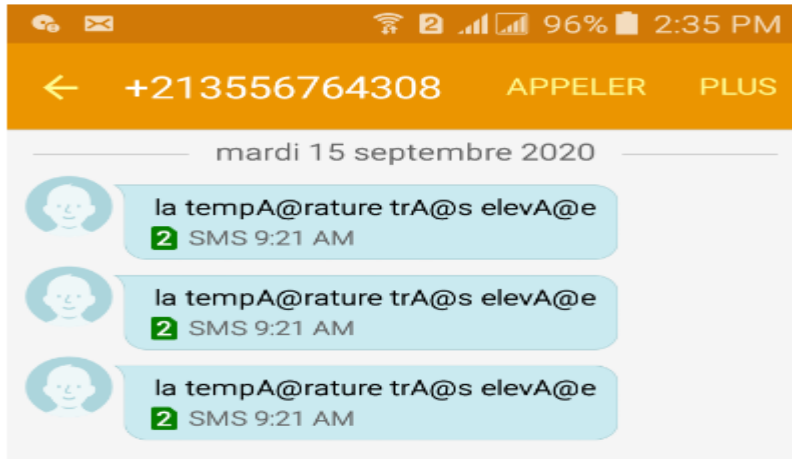 2 96% 2:35 PM
+213556764308 APPELER PLUS
mardi 15 septembre 2020
la tempA@rature trA@s elevA@e
2 SMS 9:21 AM
la tempA@rature trA@s elevA@e
2 SMS 9:21 AM
la tempA@rature trA@s elevA@e
2 SMS 9:21 AM